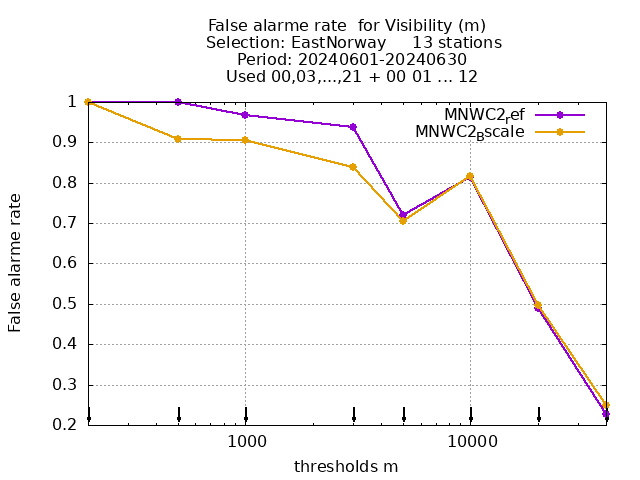 False alarme rate  for Visibility (m)
Selection: EastNorway     13 stations
Period: 20240601-20240630
Used 00,03,...,21 + 00 01 ... 12
MNWC2ref
MNWC2Bscale
False alarme rate
1
0.9
0.8
0.7
0.6
0.5
0.4
0.3
0.2
1000
10000
thresholds m